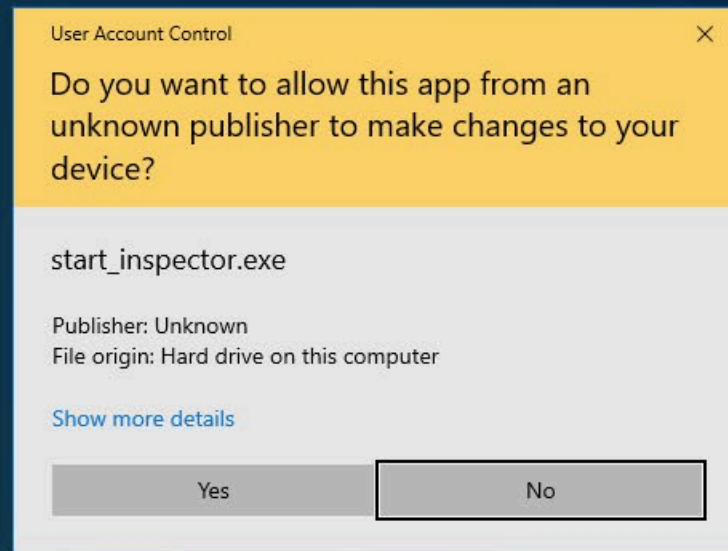 User Account Control
Do you want to allow this app from an
unknown publisher to make changes to your
device?
start_inspector.exe
Publisher: Unknown
File origin: Hard drive on this computer
Show more details
Yes
No